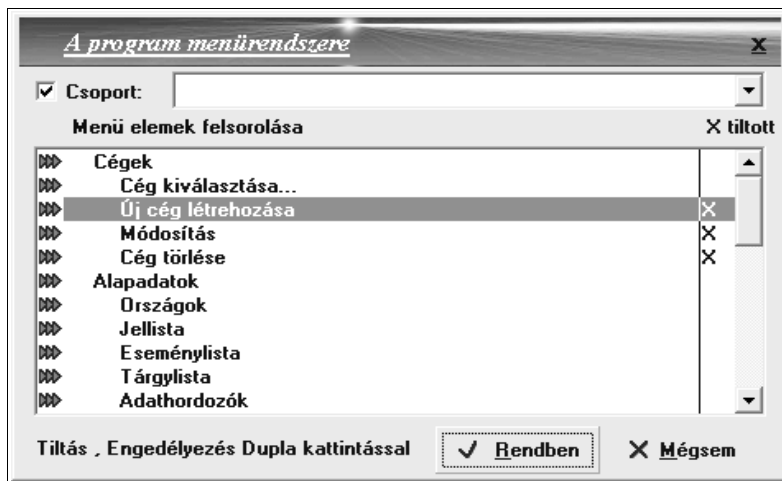 A program menürendszere x
Csoport:
Menü elemek felsorolása X tiltott
Cégek
Cég kiválasztása...
Új cég létrehozása X
Módosítás X
Cég törlése X
Alapadatok
Országok
Jellista
Eseménylista
Tárgylista
Adathordozók
Tiltás , Engedélyezés Dupla kattintással Rendben Mégsem